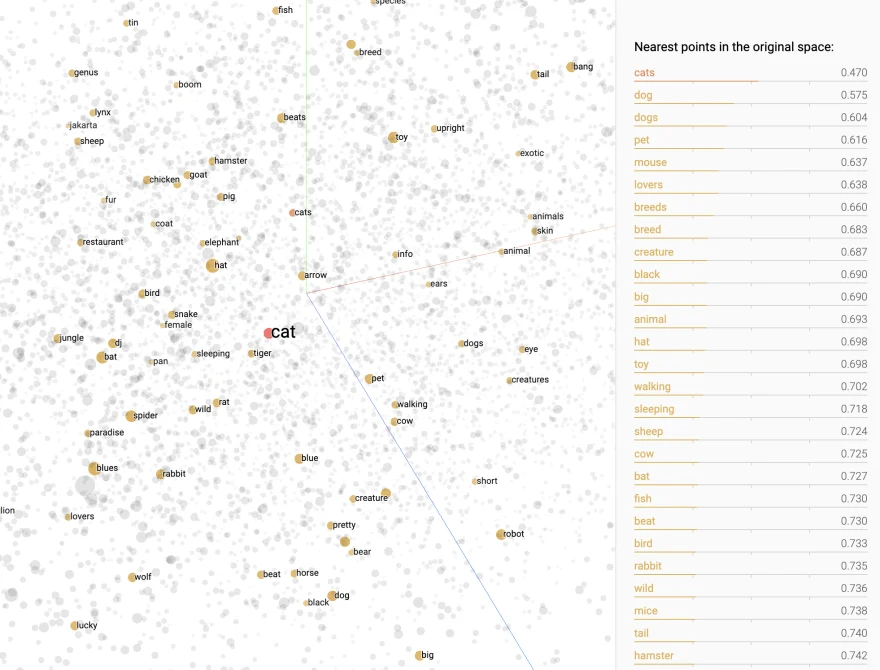 species
fish
tin
breed
genus
tail
bang
boom
lynx
beats
jakarta
sheep
toy
upright
exotic
hamster
chicken
goat
fur
pig
cats
coat
animals
skin
restaurant
elephant
info
animal
hat
arrow
ears
bird
snake
female
cat
jungle
dj
dogs
eye
bat
pan
sleeping
tiger
pet
creatures
walking
wild
rat
spider
cow
paradise
blue
blues
rabbit
short
creature
lion
lovers
pretty
robot
bear
wolf
beat
horse
dog
black
lucky
big
Nearest points in the original space:
cats 0.470
dog 0.575
dogs 0.604
pet 0.616
mouse 0.637
lovers 0.638
breeds 0.660
breed 0.683
creature 0.687
black 0.690
big 0.690
animal 0.693
hat 0.698
toy 0.698
walking 0.702
sleeping 0.718
sheep 0.724
cow 0.725
bat 0.727
fish 0.730
beat 0.730
bird 0.733
rabbit 0.735
wild 0.736
mice 0.738
tail 0.740
hamster 0.742